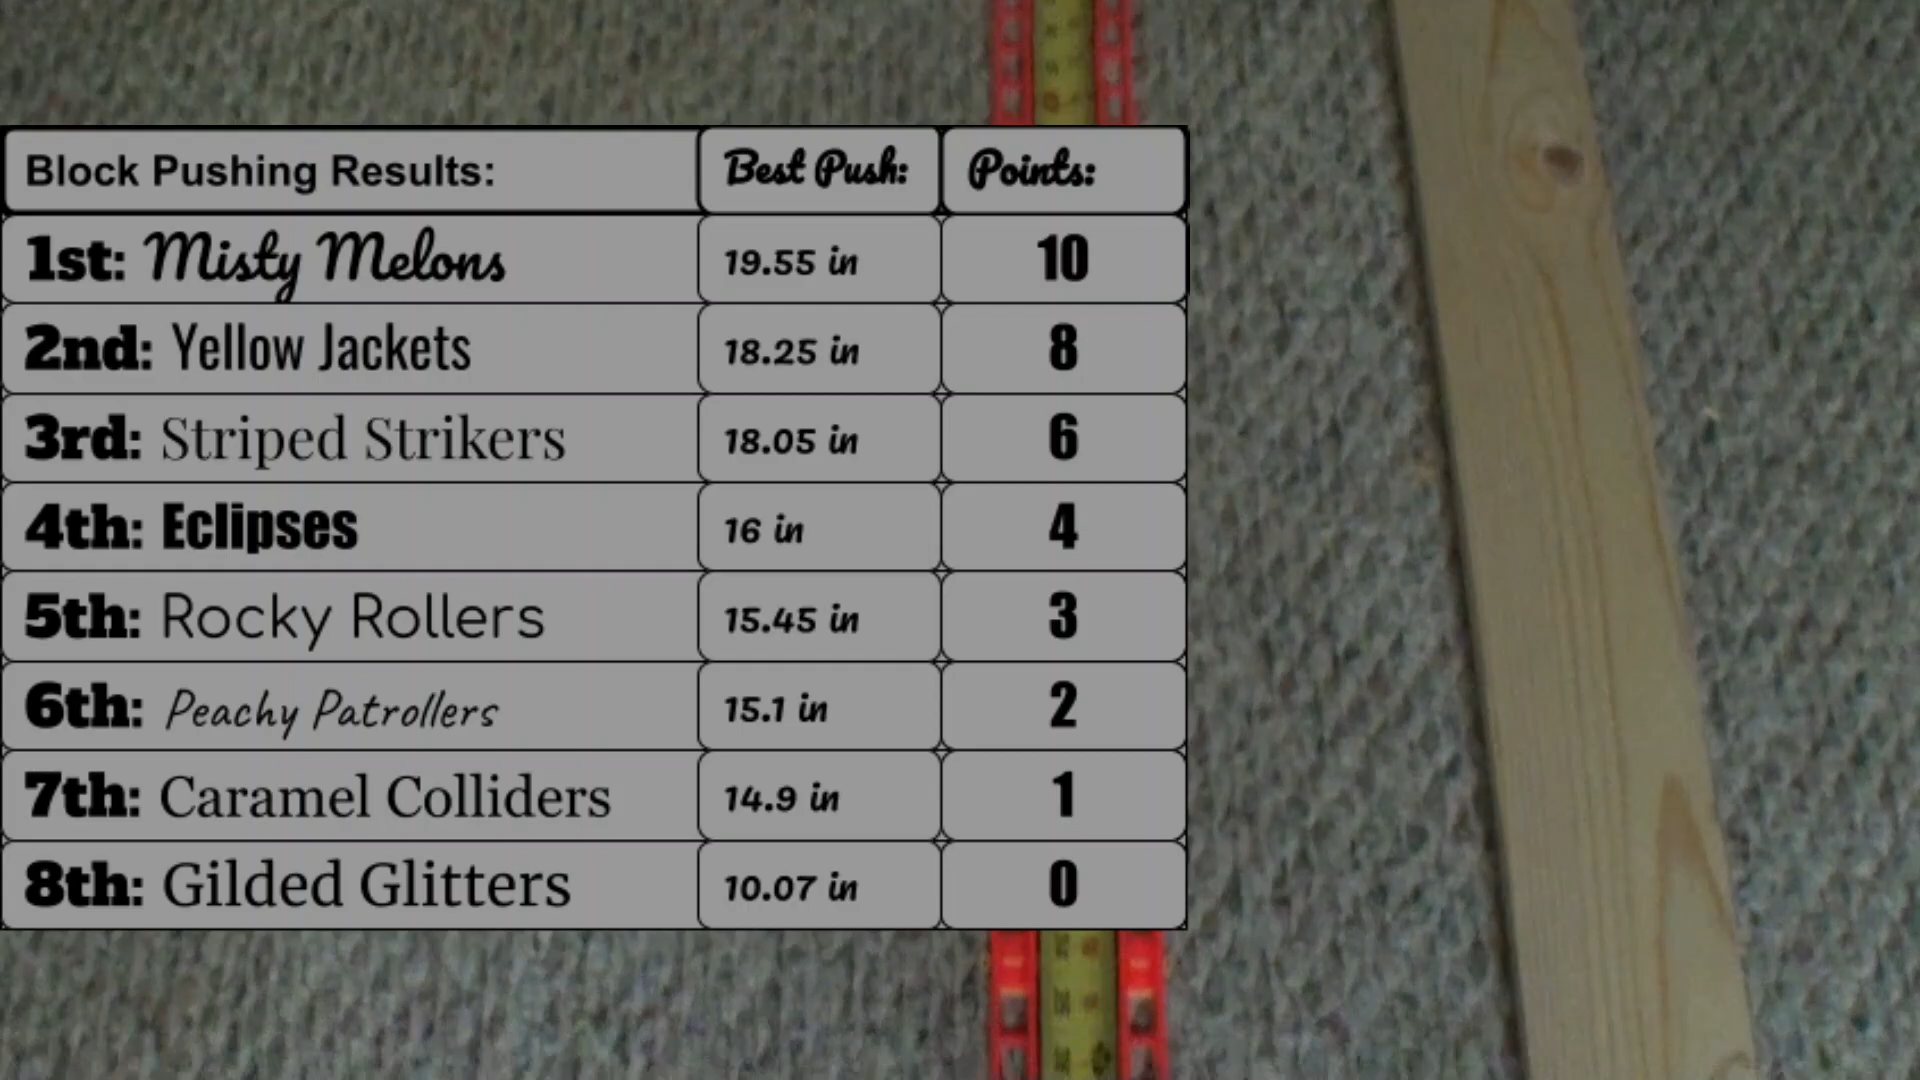 Block Pushing Results: Best Push: Points:
1st: Misty Melons 19.55 in 10
2nd: Yellow Jackets 18.25 in 8
3rd: Striped Strikers 18.05 in 6
4th: Eclipses 16 in 4
5th: Rocky Rollers 15.45 in 3
6th: Peachy Patrollers 15.1 in 2
7th: Caramel Colliders 14.9 in 1
8th: Gilded Glitters 10.07 in 0